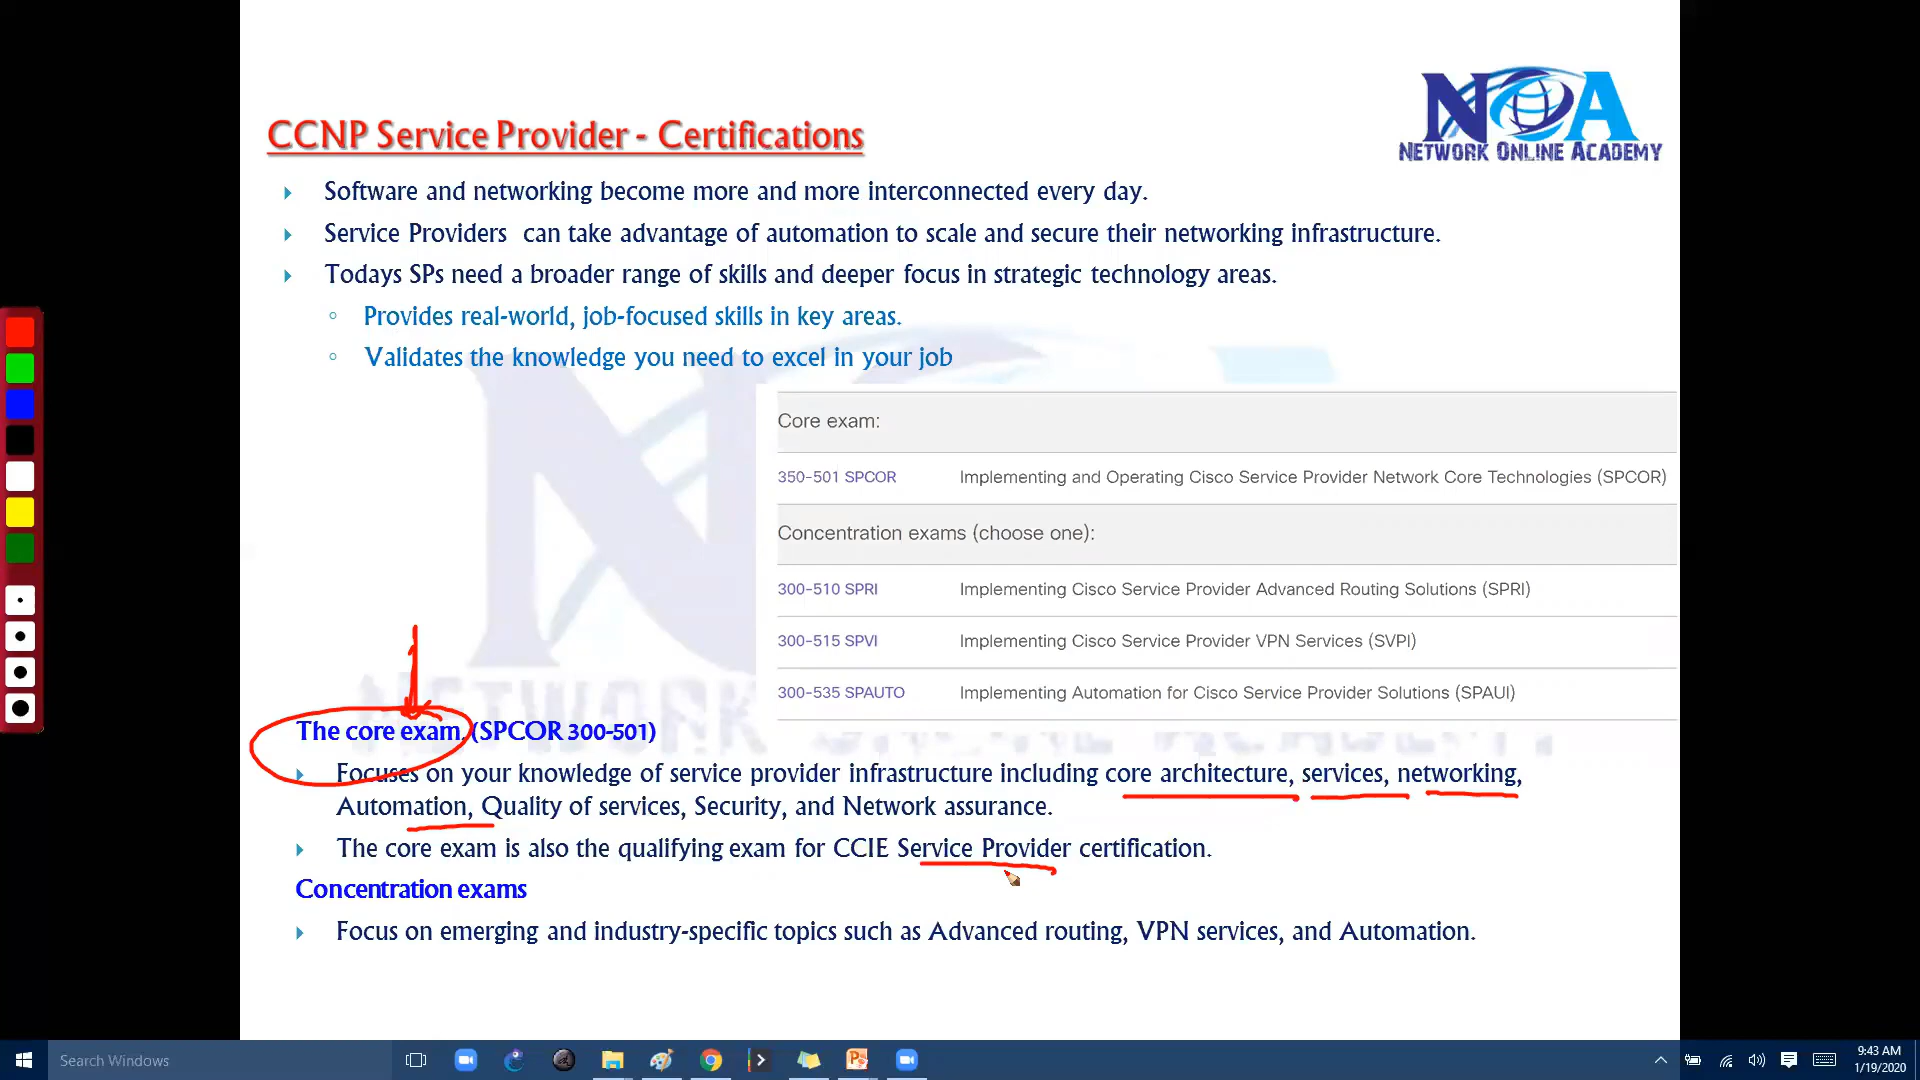 NOA
NETWORK ONLINE ACADEMY
CCNP Service Provider - Certifications
Software and networking become more and more interconnected every day.
Service Providers can take advantage of automation to scale and secure their networking infrastructure.
Todays SPs need a broader range of skills and deeper focus in strategic technology areas.
Provides real-world, job-focused skills in key areas.
Validates the knowledge you need to excel in your job
Core exam:
350-501 SPCOR Implementing and Operating Cisco Service Provider Network Core Technologies (SPCOR)
Concentration exams (choose one):
300-510 SPRI Implementing Cisco Service Provider Advanced Routing Solutions (SPRI)
300-515 SPVI Implementing Cisco Service Provider VPN Services (SVPI)
300-535 SPAUTO Implementing Automation for Cisco Service Provider Solutions (SPAUI)
NETWORK ONLINE ACADEMY
The core exam, (SPCOR 300-501)
Focuses on your knowledge of service provider infrastructure including core architecture, services, networking,
Automation, Quality of services, Security, and Network assurance.
The core exam is also the qualifying exam for CCIE Service Provider certification.
Concentration exams
Focus on emerging and industry-specific topics such as Advanced routing, VPN services, and Automation.
Search Windows
9:43 AM
1/19/2020